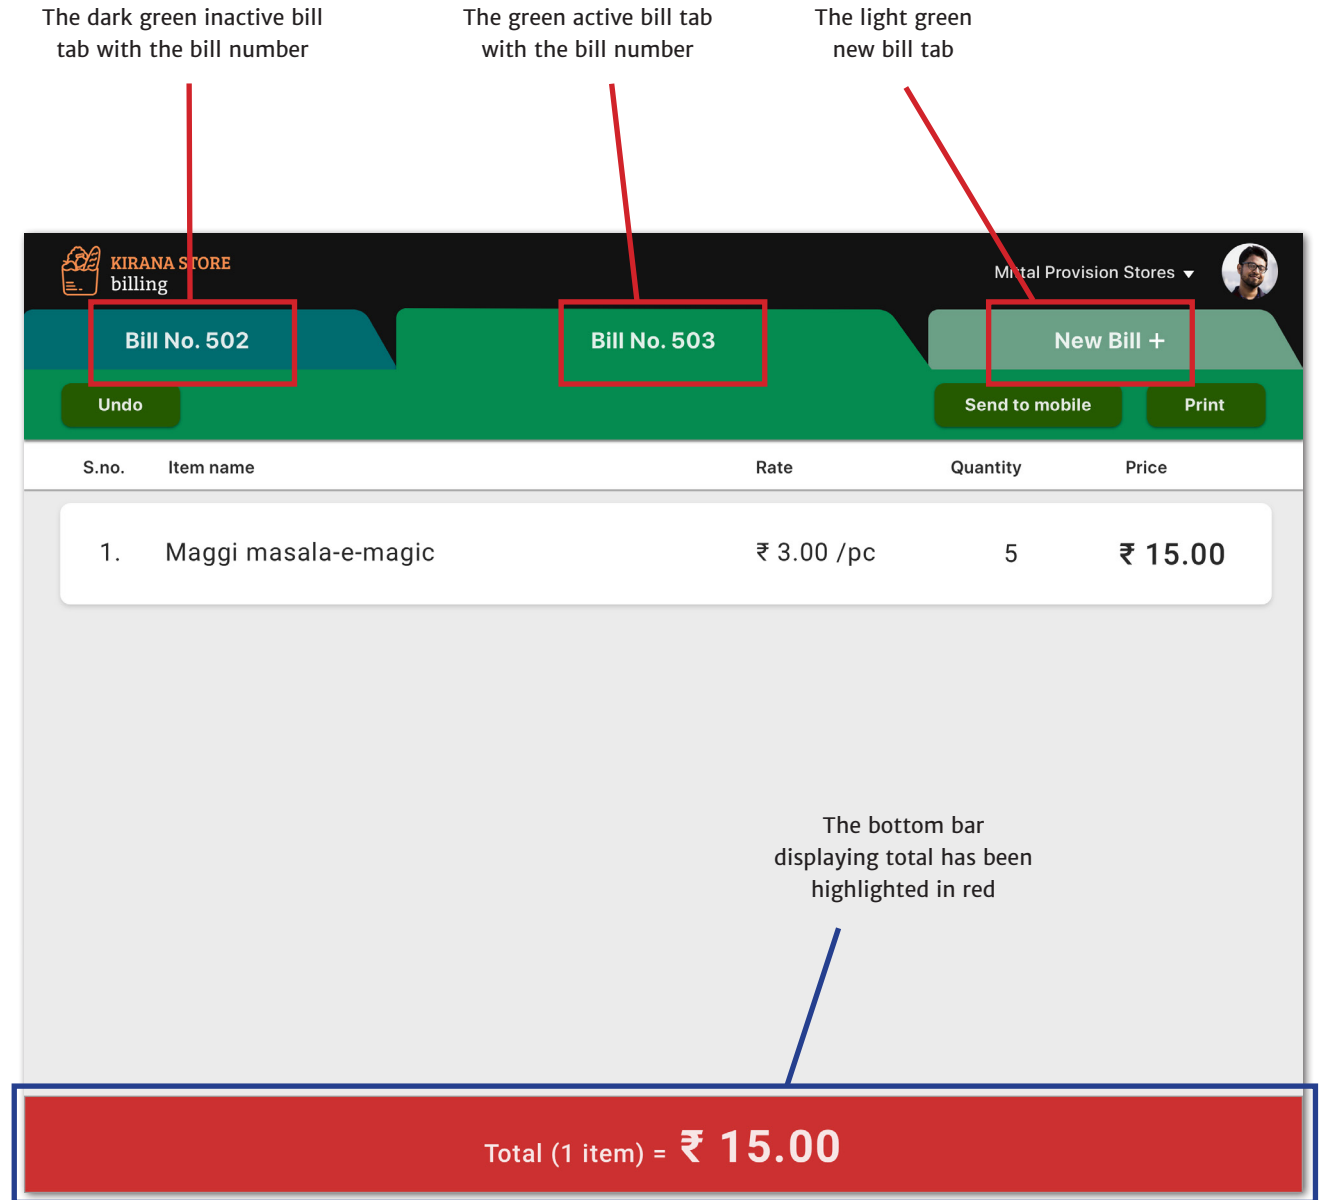 The dark green inactive bill
tab with the bill number
The green active bill tab
with the bill number
The light green
new bill tab
KIRANA STORE
billing
Mittal Provision Stores
Bill No. 502
Bill No. 503
New Bill +
Undo
Send to mobile
Print
S.no. Item name Rate Quantity Price
1. Maggi masala-e-magic ₹ 3.00 /pc 5 ₹ 15.00
The bottom bar
displaying total has been
highlighted in red
Total (1 item) = ₹ 15.00